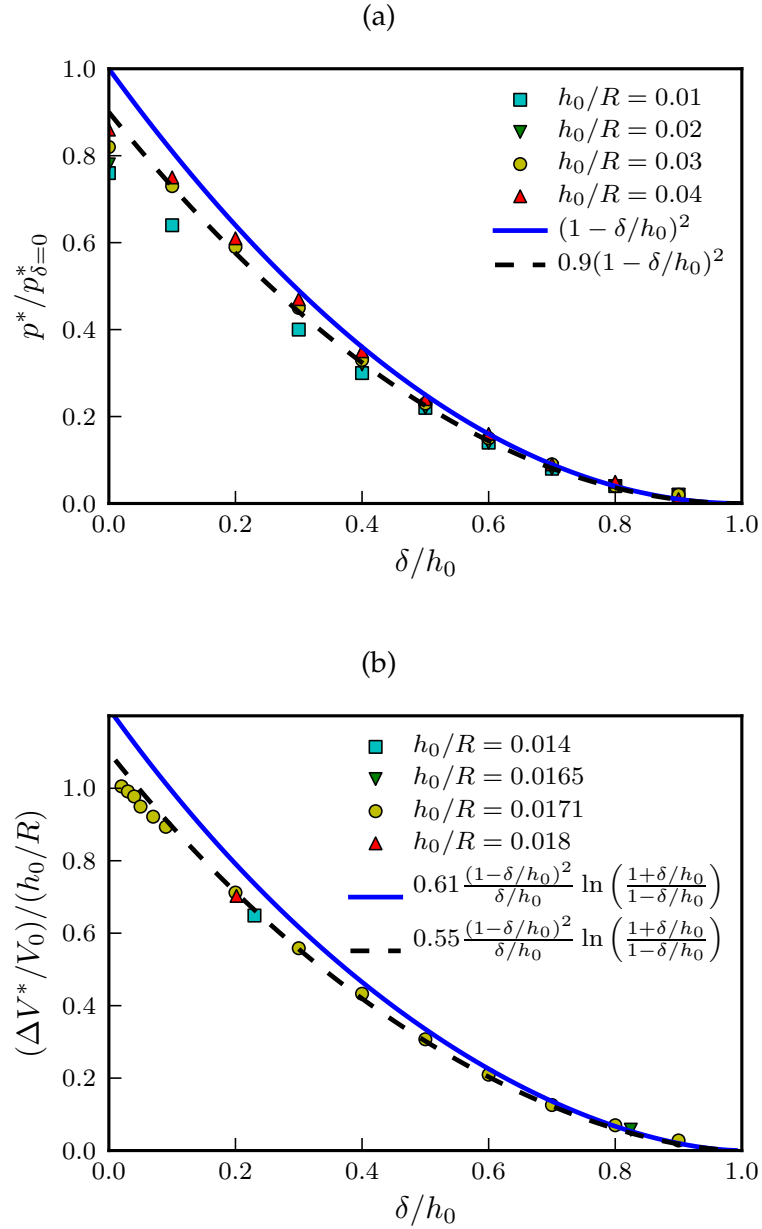 (a)
1.0
0.8
0.6
0.4
0.2
0.0
p*/p*_{δ=0}
h₀/R = 0.01
h₀/R = 0.02
h₀/R = 0.03
h₀/R = 0.04
(1 − δ/h₀)²
0.9(1 − δ/h₀)²
0.0 0.2 0.4 0.6 0.8 1.0
δ/h₀
(b)
1.0
0.8
0.6
0.4
0.2
0.0
(ΔV*/V₀)/(h₀/R)
h₀/R = 0.014
h₀/R = 0.0165
h₀/R = 0.0171
h₀/R = 0.018
0.61 \frac{(1−δ/h₀)²}{δ/h₀} ln(\frac{1+δ/h₀}{1−δ/h₀})
0.55 \frac{(1−δ/h₀)²}{δ/h₀} ln(\frac{1+δ/h₀}{1−δ/h₀})
0.0 0.2 0.4 0.6 0.8 1.0
δ/h₀